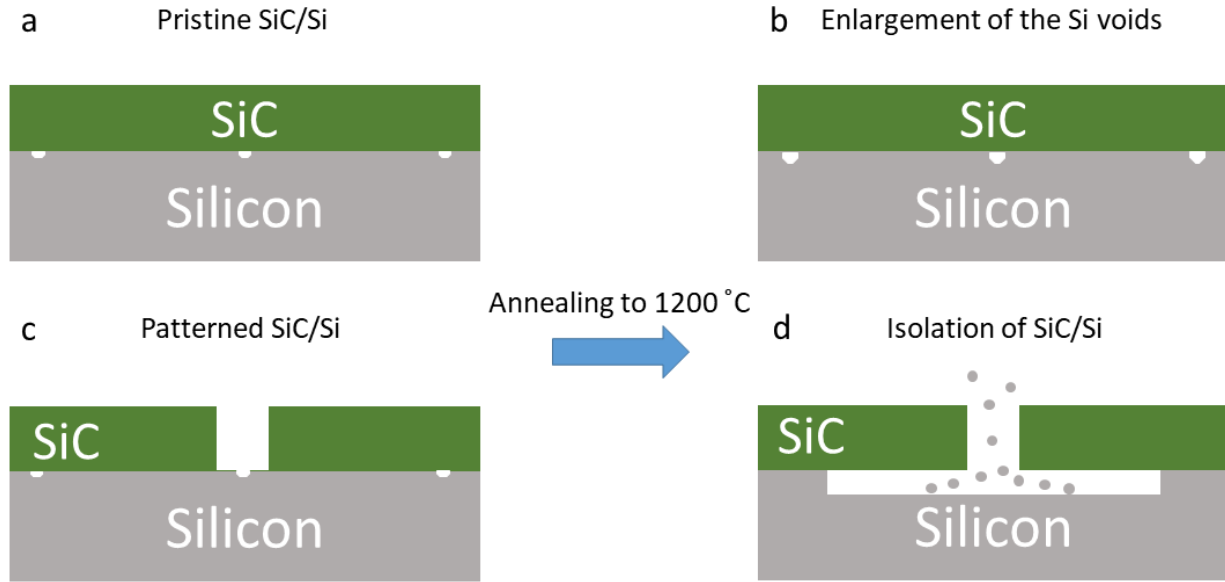 a Pristine SiC/Si
SiC
Silicon
b Enlargement of the Si voids
SiC
Silicon
Annealing to 1200 ˚C
c Patterned SiC/Si
SiC
Silicon
d Isolation of SiC/Si
SiC
Silicon